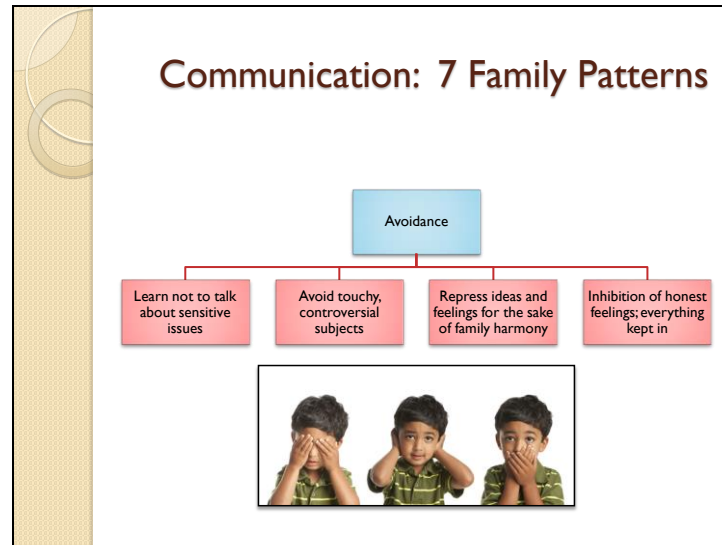 Communication: 7 Family Patterns
Avoidance
Learn not to talk
about sensitive
issues
Avoid touchy,
controversial
subjects
Repress ideas and
feelings for the sake
of family harmony
Inhibition of honest
feelings; everything
kept in